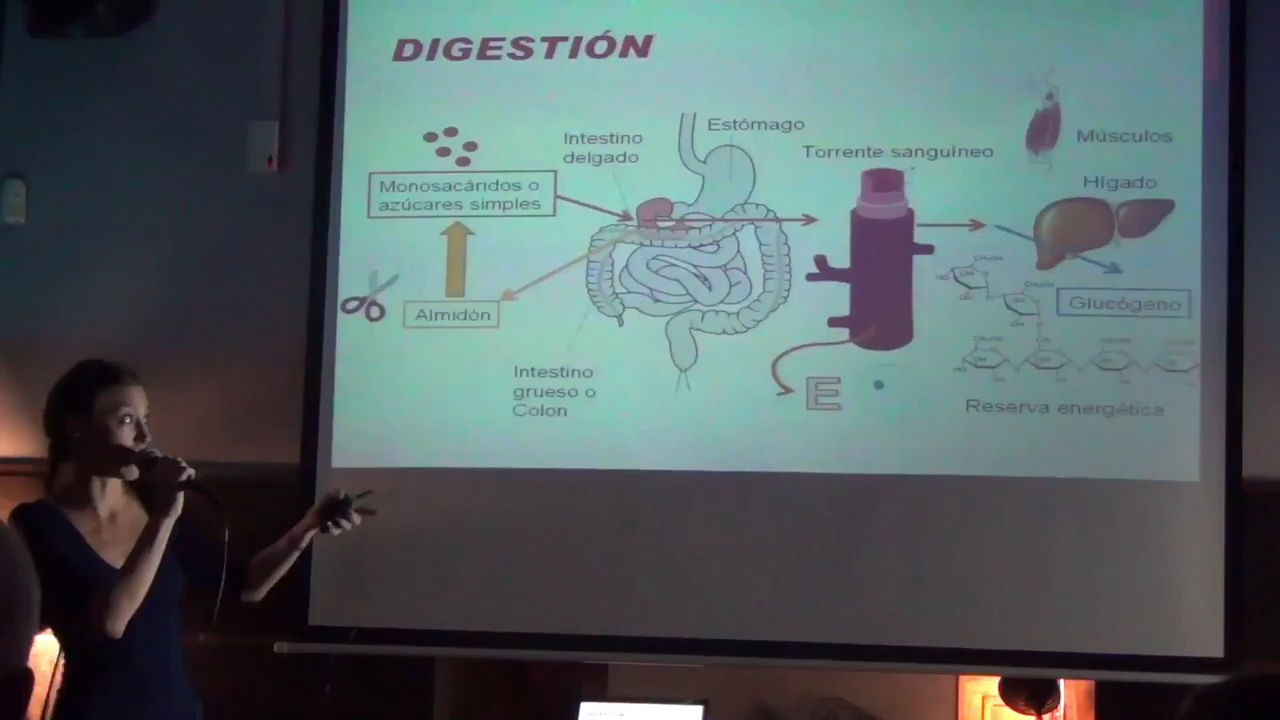 DIGESTIÓN
Intestino
delgado
Estómago
Torrente sanguíneo
Músculos
Hígado
Monosacáridos o
azúcares simples
Almidón
Glucógeno
Intestino
grueso o
Colon
E
Reserva energética